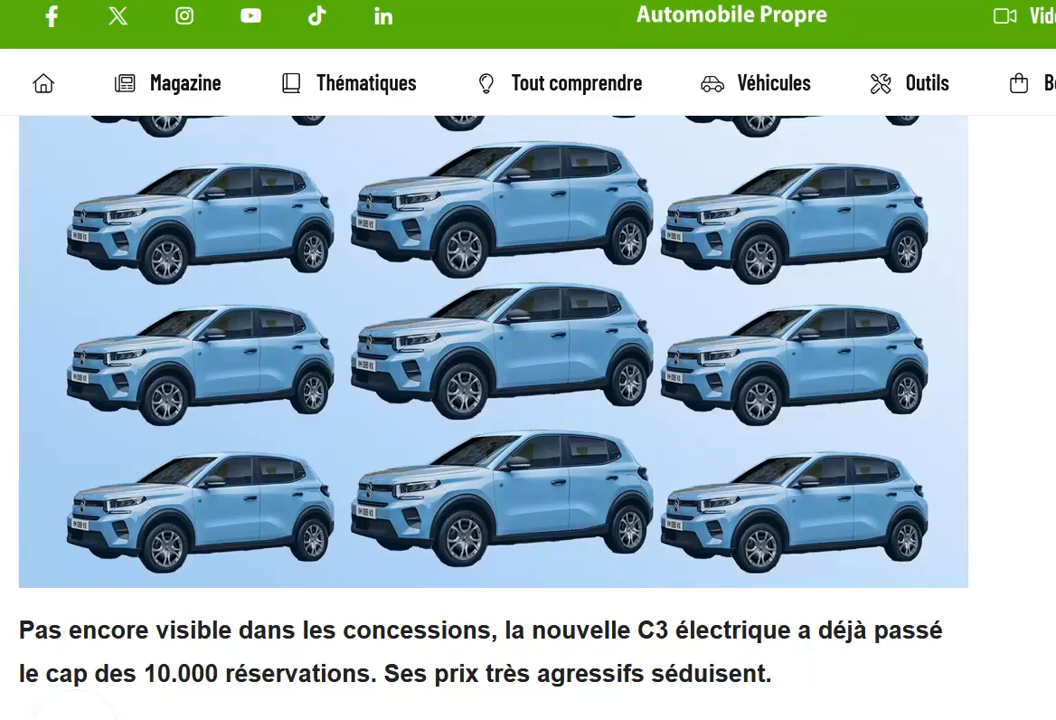 Automobile Propre
Magazine Thématiques Tout comprendre Véhicules Outils
Pas encore visible dans les concessions, la nouvelle C3 électrique a déjà passé
le cap des 10.000 réservations. Ses prix très agressifs séduisent.